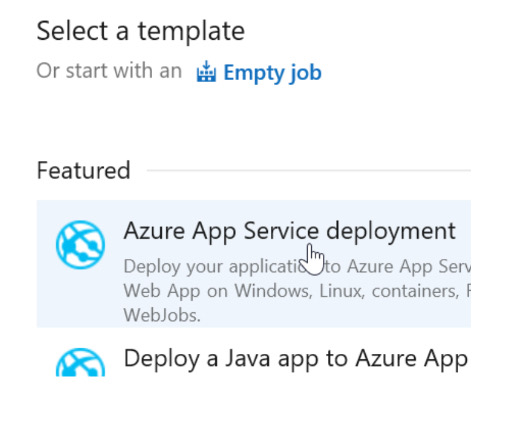 Select a template
Or start with an Empty job
Featured
Azure App Service deployment
Deploy your application to Azure App Serv
Web App on Windows, Linux, containers, F
WebJobs.
Deploy a Java app to Azure App